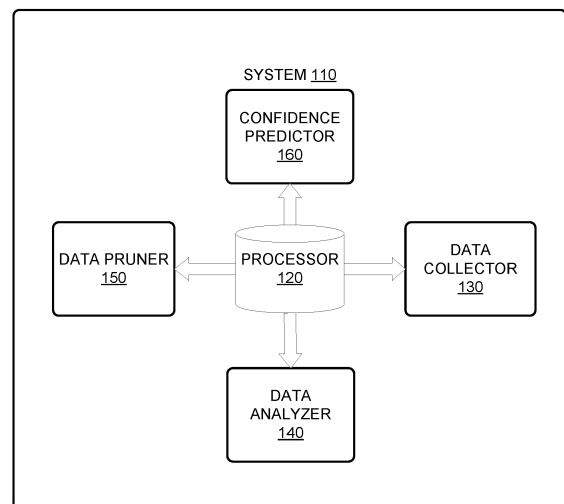 SYSTEM 110
CONFIDENCE
PREDICTOR
160
DATA PRUNER
150
PROCESSOR
120
DATA
COLLECTOR
130
DATA
ANALYZER
140